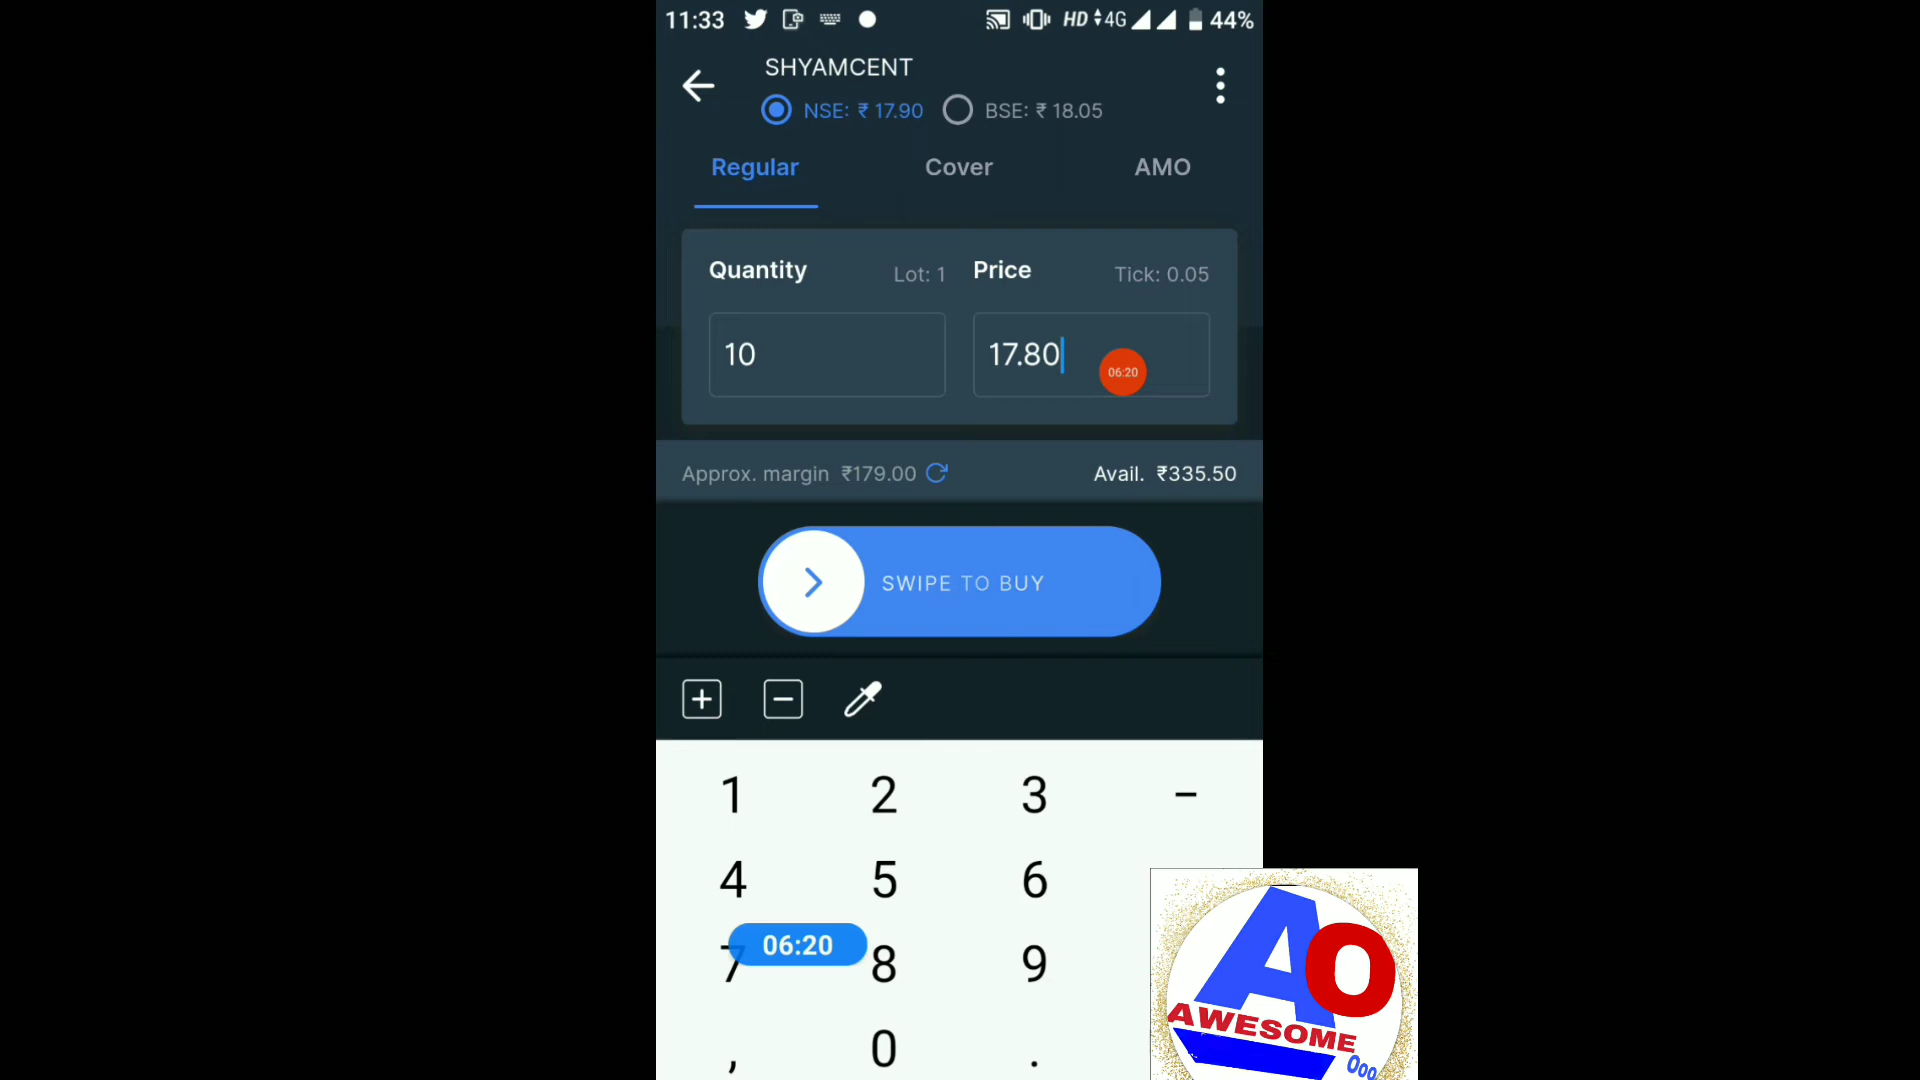 11:33 HD 4G 44%
SHYAMCENT
NSE: ₹ 17.90 BSE: ₹ 18.05
Regular Cover AMO
Quantity Lot: 1 Price Tick: 0.05
10 17.80
06:20
Approx. margin ₹179.00 Avail. ₹335.50
SWIPE TO BUY
1 2 3 -
4 5 6
7 8 9
06:20
, 0 .
AO
AWESOME
Ooo